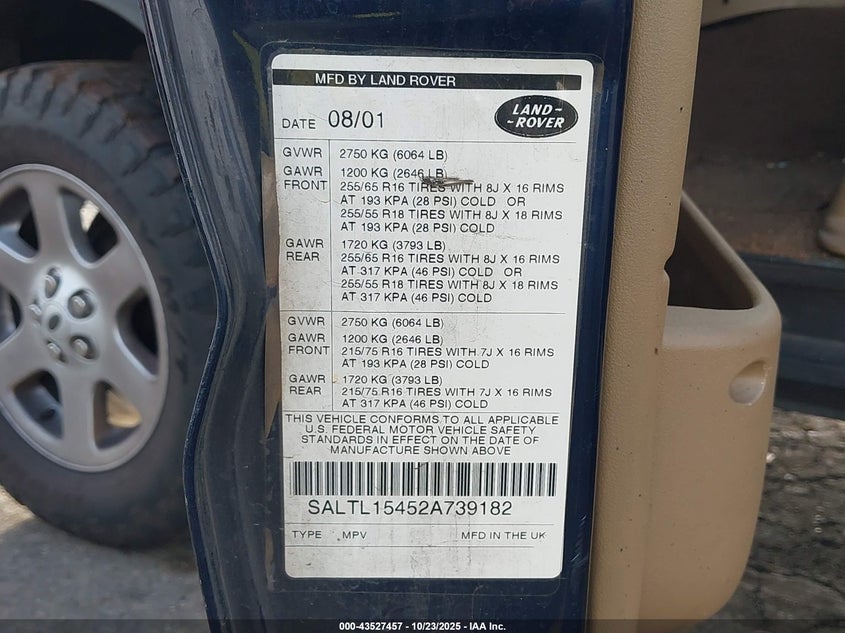 MFD BY LAND ROVER
DATE 08/01
LAND-
-ROVER
GVWR 2750 KG (6064 LB)
GAWR 1200 KG (2646 LB)
FRONT 255/65 R16 TIRES WITH 8J X 16 RIMS
AT 193 KPA (28 PSI) COLD OR
255/55 R18 TIRES WITH 8J X 18 RIMS
AT 193 KPA (28 PSI) COLD
GAWR 1720 KG (3793 LB)
REAR 255/65 R16 TIRES WITH 8J X 16 RIMS
AT 317 KPA (46 PSI) COLD OR
255/55 R18 TIRES WITH 8J X 18 RIMS
AT 317 KPA (46 PSI) COLD
GVWR 2750 KG (6064 LB)
GAWR 1200 KG (2646 LB)
FRONT 215/75 R16 TIRES WITH 7J X 16 RIMS
AT 193 KPA (28 PSI) COLD
GAWR 1720 KG (3793 LB)
REAR 215/75 R16 TIRES WITH 7J X 16 RIMS
AT 317 KPA (46 PSI) COLD
THIS VEHICLE CONFORMS TO ALL APPLICABLE
U.S. FEDERAL MOTOR VEHICLE SAFETY
STANDARDS IN EFFECT ON THE DATE OF
MANUFACTURE SHOWN ABOVE
SALTL15452A739182
TYPE MPV MFD IN THE UK
000-43527457 - 10/23/2025 - IAA Inc.